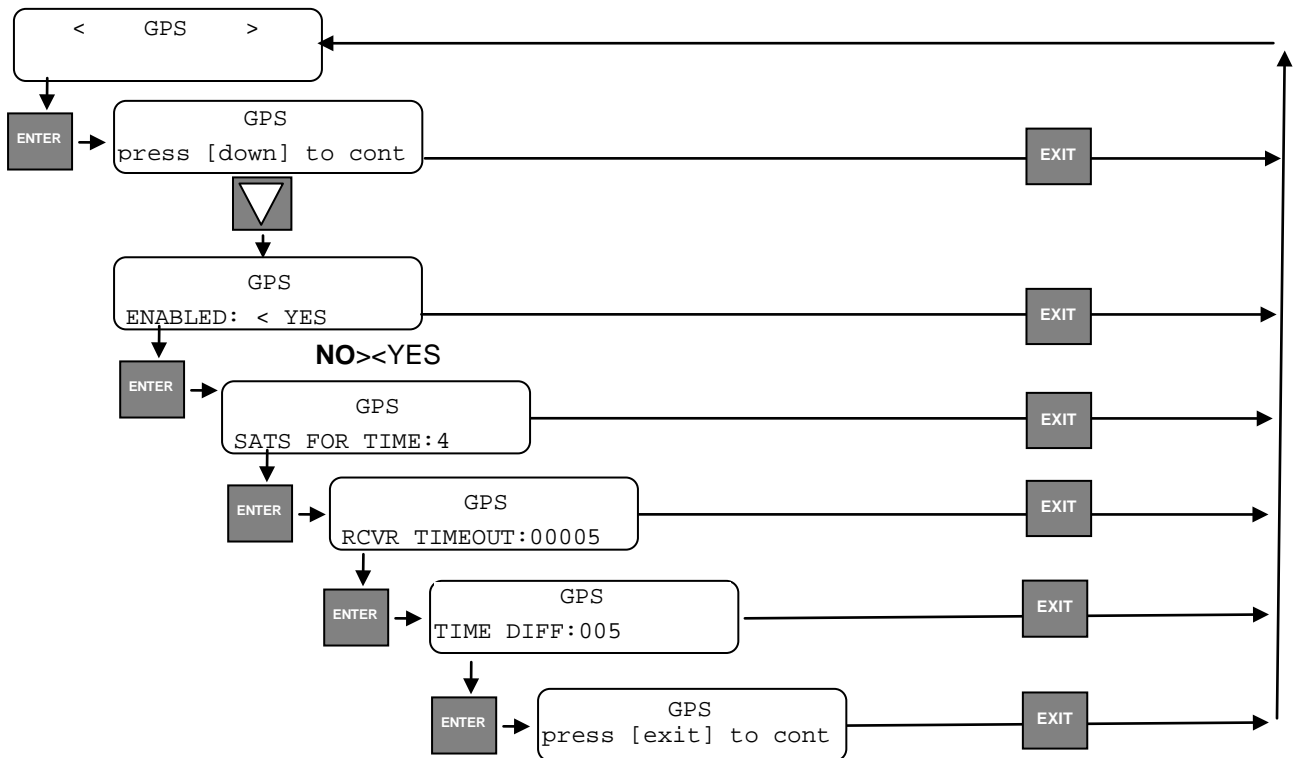 < GPS >
ENTER
GPS
press [down] to cont
EXIT
GPS
ENABLED: < YES
EXIT
NO><YES
ENTER
GPS
SATS FOR TIME:4
EXIT
ENTER
GPS
RCVR TIMEOUT:00005
EXIT
ENTER
GPS
TIME DIFF:005
EXIT
ENTER
GPS
press [exit] to cont
EXIT